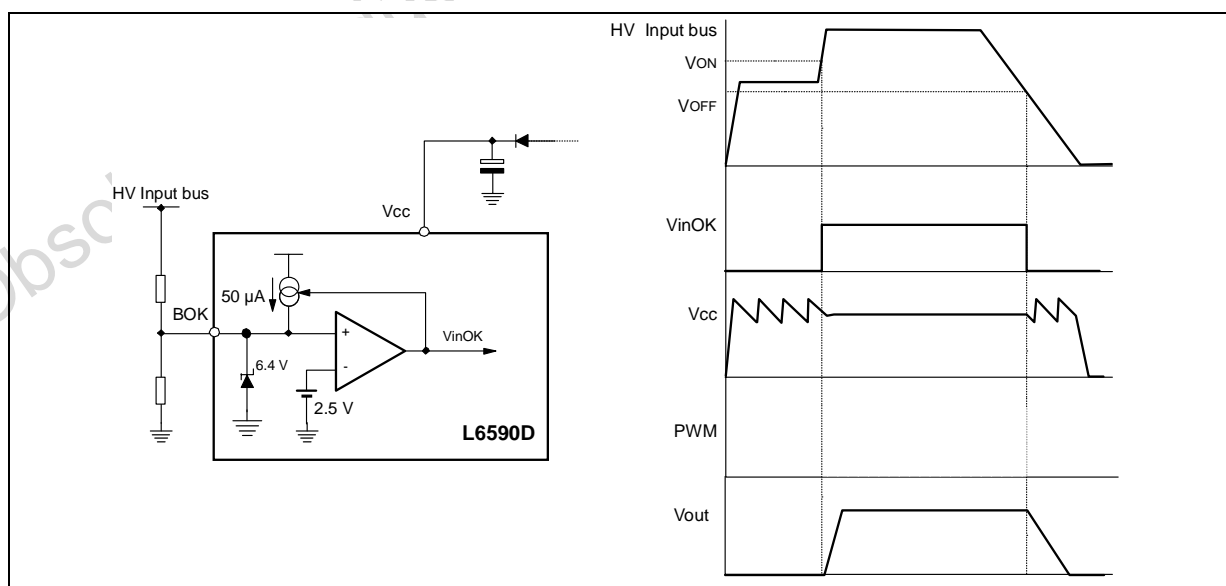 HV Input bus
VON
VOFF
HV Input bus
Vcc
VinOK
50 µA
BOK
Vcc
+
VinOK
6.4 V
-
2.5 V
PWM
L6590D
Vout